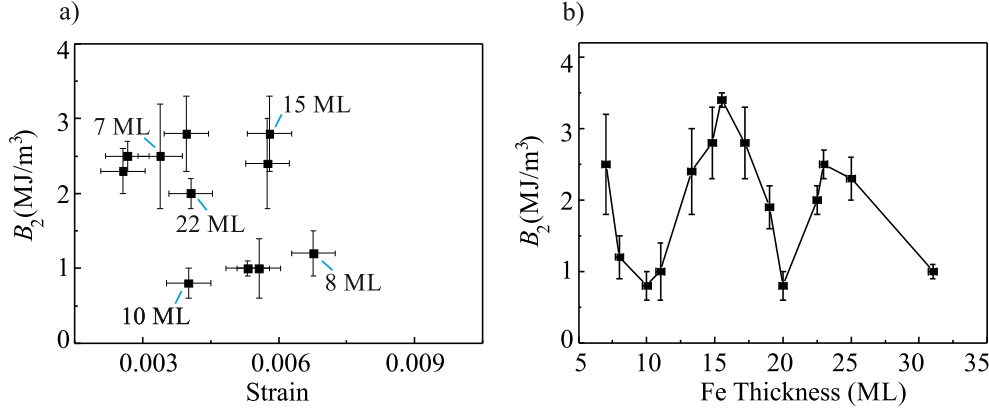 a)
4
3
2
1
0
B2(MJ/m3)
15 ML
7 ML
22 ML
8 ML
10 ML
0.003
0.006
0.009
Strain
b)
4
3
2
1
0
B2(MJ/m3)
5
10
15
20
25
30
35
Fe Thickness (ML)